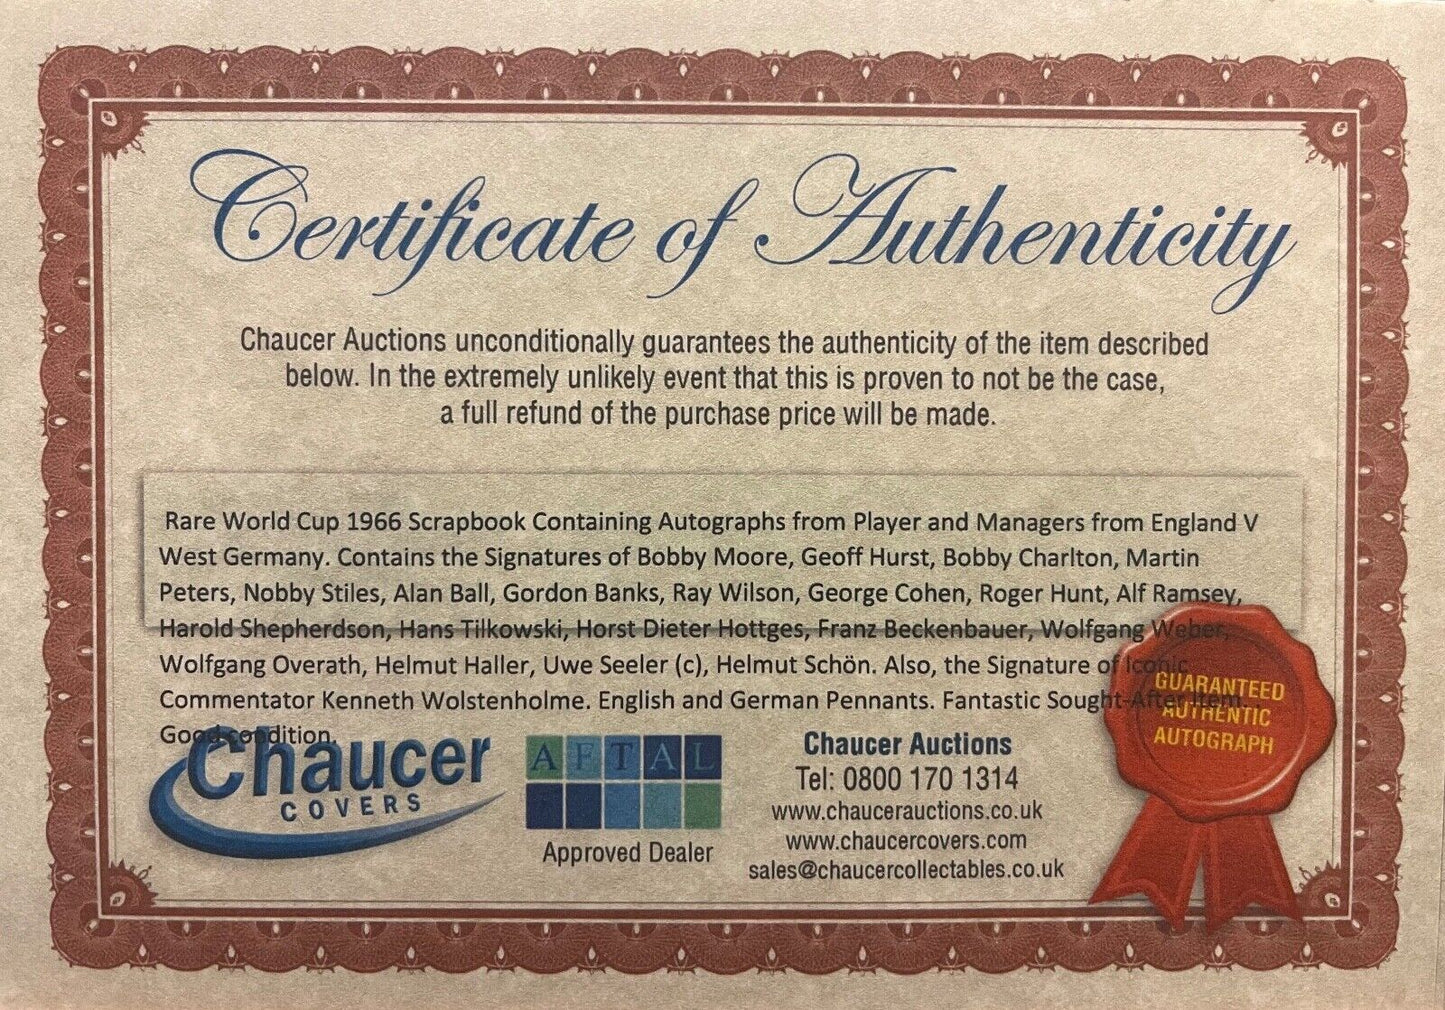 Certificate of Authenticity
Chaucer Auctions unconditionally guarantees the authenticity of the item described
below. In the extremely unlikely event that this is proven to not be the case,
a full refund of the purchase price will be made.
Rare World Cup 1966 Scrapbook Containing Autographs from Player and Managers from England V
West Germany. Contains the Signatures of Bobby Moore, Geoff Hurst, Bobby Charlton, Martin
Peters, Nobby Stiles, Alan Ball, Gordon Banks, Ray Wilson, George Cohen, Roger Hunt, Alf Ramsey,
Harold Shepherdson, Hans Tilkowski, Horst Dieter Hottges, Franz Beckenbauer, Wolfgang Weber,
Wolfgang Overath, Helmut Haller, Uwe Seeler (c), Helmut Schön. Also, the Signature of Iconic
Commentator Kenneth Wolstenholme. English and German Pennants. Fantastic Sought-After Item. .
Good condition.
Chaucer
COVERS
AFTAL
Approved Dealer
Chaucer Auctions
Tel: 0800 170 1314
www.chaucerauctions.co.uk
www.chaucercovers.com
sales@chaucercollectables.co.uk
GUARANTEED
AUTHENTIC
AUTOGRAPH